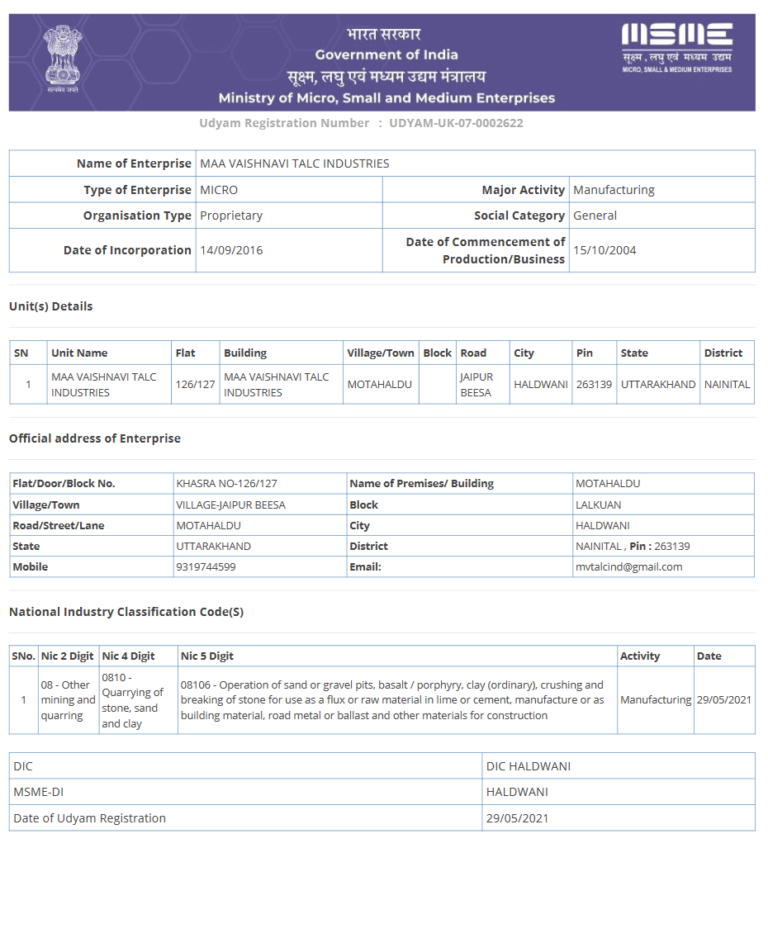 भारत सरकार
Government of India
सूक्ष्म, लघु एवं मध्यम उद्यम मंत्रालय
Ministry of Micro, Small and Medium Enterprises
सत्यमेव जयते
MSME
सूक्ष्म, लघु एवं मध्यम उद्यम
MICRO, SMALL & MEDIUM ENTERPRISES
Udyam Registration Number : UDYAM-UK-07-0002622
Name of Enterprise MAA VAISHNAVI TALC INDUSTRIES
Type of Enterprise MICRO Major Activity Manufacturing
Organisation Type Proprietary Social Category General
Date of Incorporation 14/09/2016 Date of Commencement of Production/Business 15/10/2004
Unit(s) Details
SN Unit Name Flat Building Village/Town Block Road City Pin State District
1 MAA VAISHNAVI TALC INDUSTRIES 126/127 MAA VAISHNAVI TALC INDUSTRIES MOTAHALDU JAIPUR BEESA HALDWANI 263139 UTTARAKHAND NAINITAL
Official address of Enterprise
Flat/Door/Block No. KHASRA NO-126/127 Name of Premises/ Building MOTAHALDU
Village/Town VILLAGE-JAIPUR BEESA Block LALKUAN
Road/Street/Lane MOTAHALDU City HALDWANI
State UTTARAKHAND District NAINITAL , Pin : 263139
Mobile 9319744599 Email: mvtalcind@gmail.com
National Industry Classification Code(S)
SNo. Nic 2 Digit Nic 4 Digit Nic 5 Digit Activity Date
1 08 - Other mining and quarring 0810 - Quarrying of stone, sand and clay 08106 - Operation of sand or gravel pits, basalt / porphyry, clay (ordinary), crushing and breaking of stone for use as a flux or raw material in lime or cement, manufacture or as building material, road metal or ballast and other materials for construction Manufacturing 29/05/2021
DIC DIC HALDWANI
MSME-DI HALDWANI
Date of Udyam Registration 29/05/2021